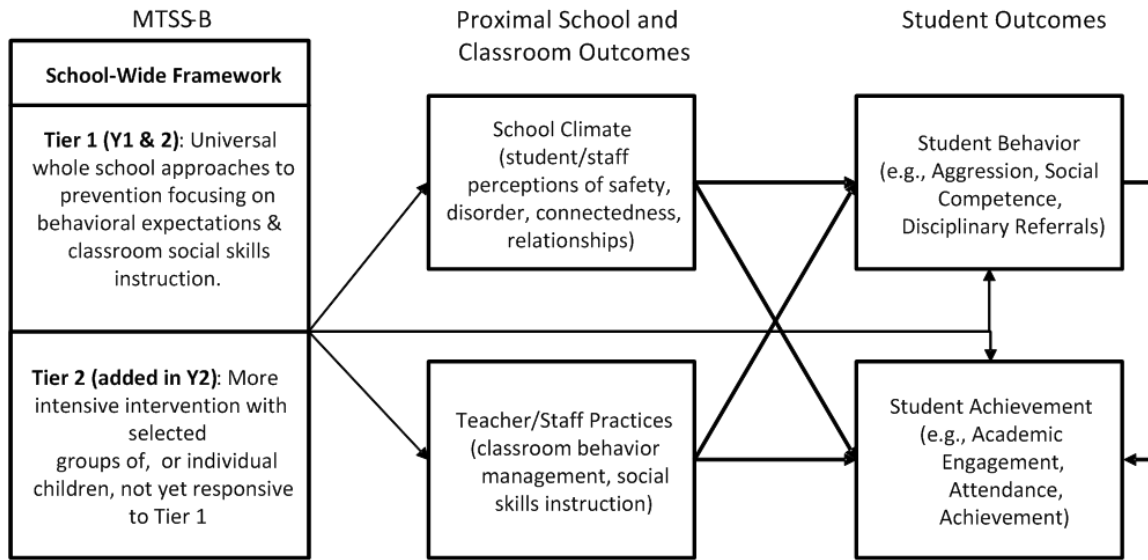 MTSS-B
School-Wide Framework
Tier 1 (Y1 & 2): Universal
whole school approaches to
prevention focusing on
behavioral expectations &
classroom social skills
instruction.
Tier 2 (added in Y2): More
intensive intervention with
selected
groups of, or individual
children, not yet responsive
to Tier 1
Proximal School and
Classroom Outcomes
School Climate
(student/staff
perceptions of safety,
disorder, connectedness,
relationships)
Teacher/Staff Practices
(classroom behavior
management, social
skills instruction)
Student Outcomes
Student Behavior
(e.g., Aggression, Social
Competence,
Disciplinary Referrals)
Student Achievement
(e.g., Academic
Engagement,
Attendance,
Achievement)